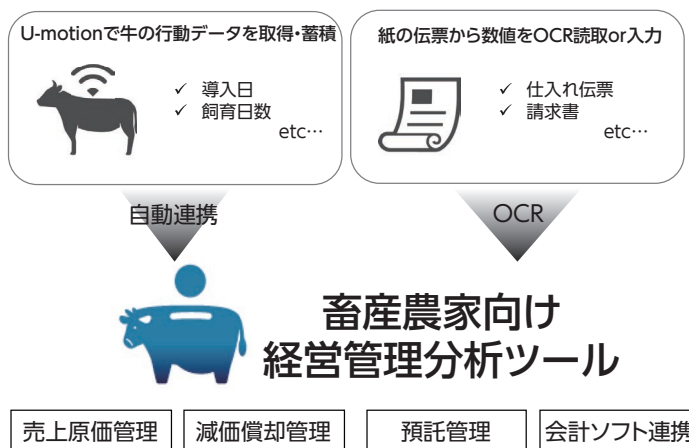 U-motionで牛の行動データを取得・蓄積
✓ 導入日
✓ 飼育日数
etc…
紙の伝票から数値をOCR読取or入力
✓ 仕入れ伝票
✓ 請求書
etc…
自動連携
OCR
畜産農家向け
経営管理分析ツール
売上原価管理
減価償却管理
預託管理
会計ソフト連携